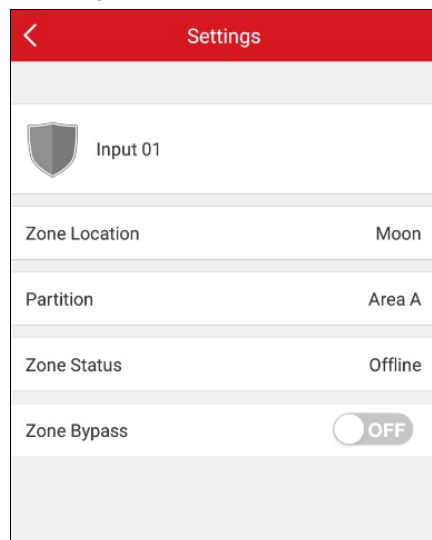 Settings
Input 01
Zone Location Moon
Partition Area A
Zone Status Offline
Zone Bypass OFF